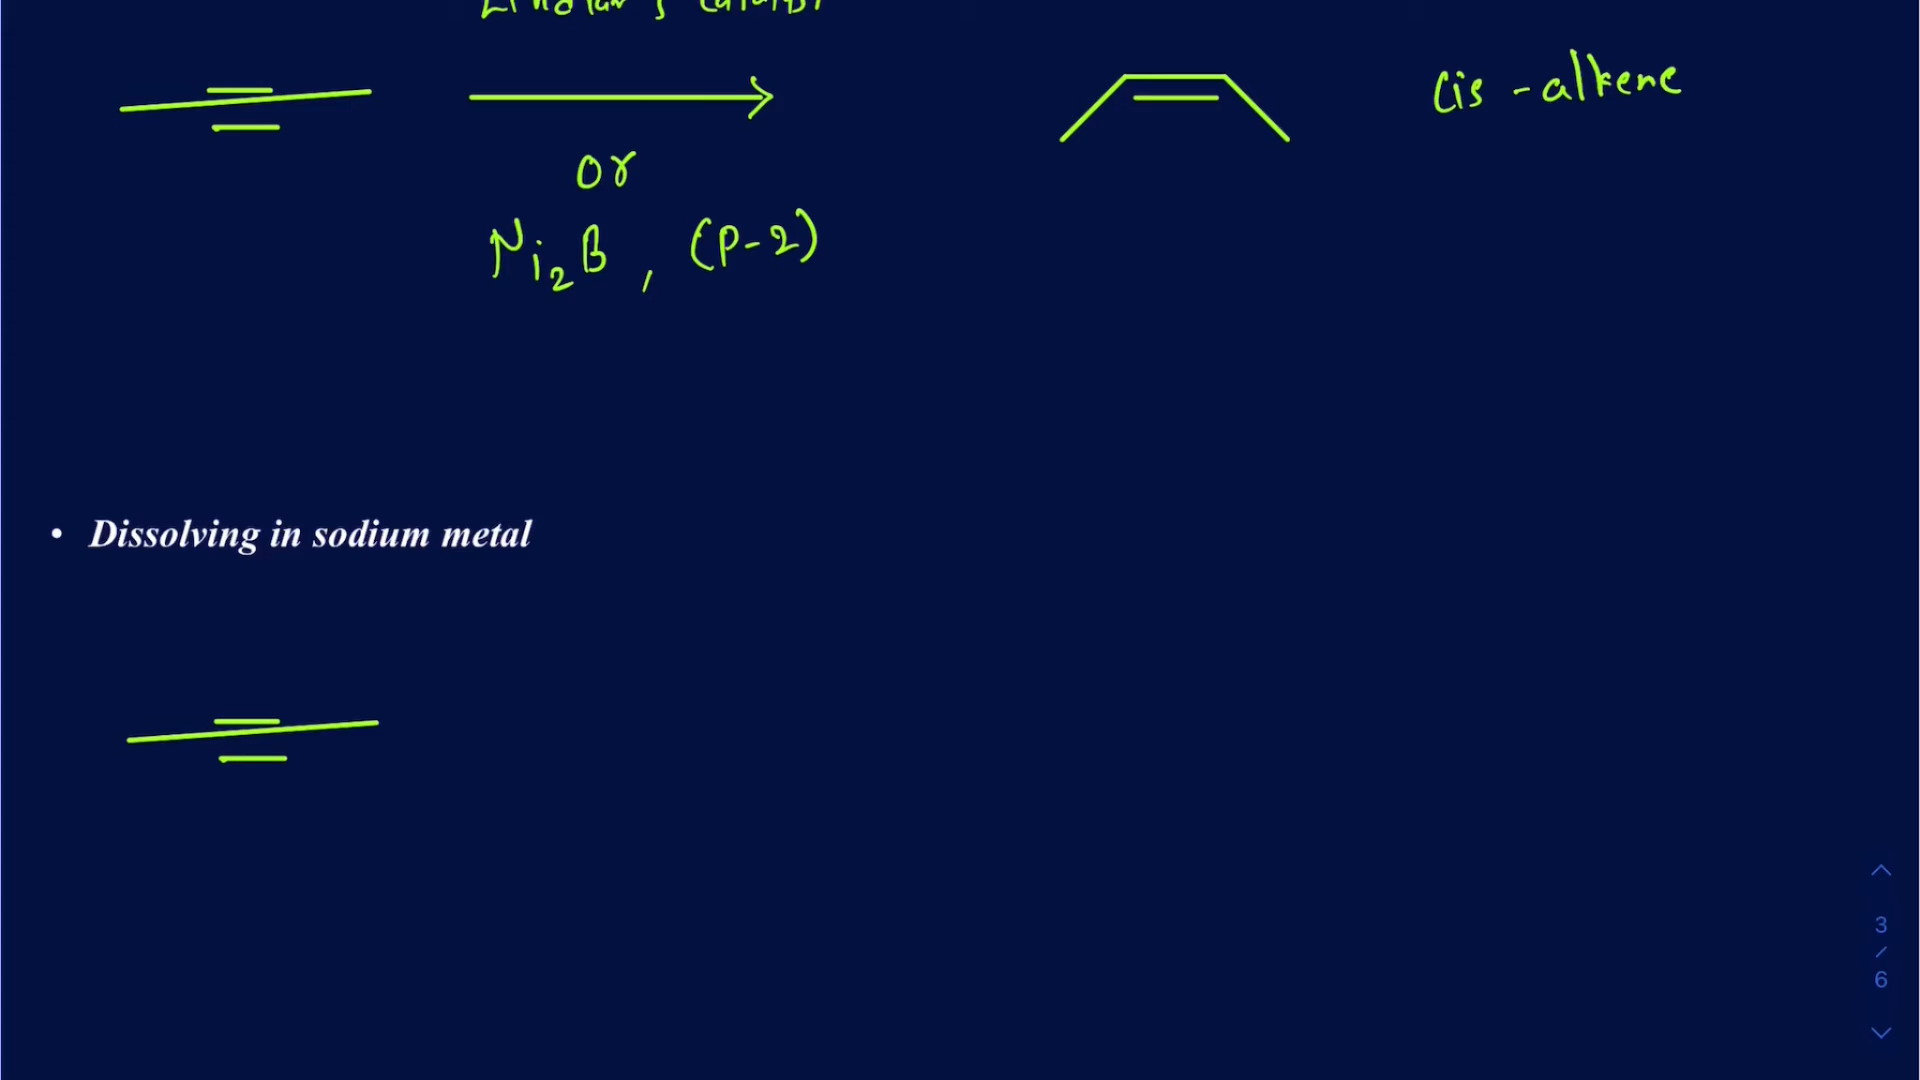 Cis - alkene
or
Ni₂B , (P-2)
• Dissolving in sodium metal
3
/
6